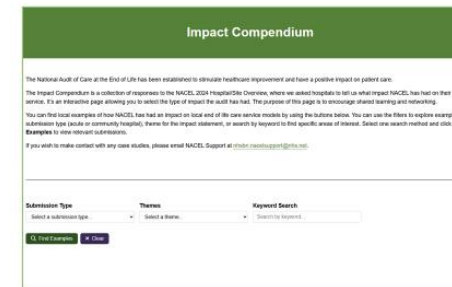 Impact Compendium
The National Audit of Care at the End of Life has been established to stimulate healthcare improvement and have a positive impact on patient care.
The Impact Compendium is a collection of responses to the NACEL 2024 Hospital/Site Overview, where we asked hospitals to tell us what impact NACEL has had on their
service. It's an interactive page allowing you to select the type of impact the audit has had. The purpose of this page is to encourage shared learning and networking.
You can find local examples of how NACEL has had an impact on local end of life care service models by using the buttons below. You can use the filters to explore examp
submission type (acute or community hospital), theme for the impact statement, or search by keyword to find specific areas of interest. Select one search method and click
Examples to view relevant submissions.
If you wish to make contact with any case studies, please email NACEL Support at nhsbn.nacelsupport@nhs.net.
Submission Type Themes Keyword Search
Select a submission type... Select a theme... Search by keyword...
Find Examples Clear